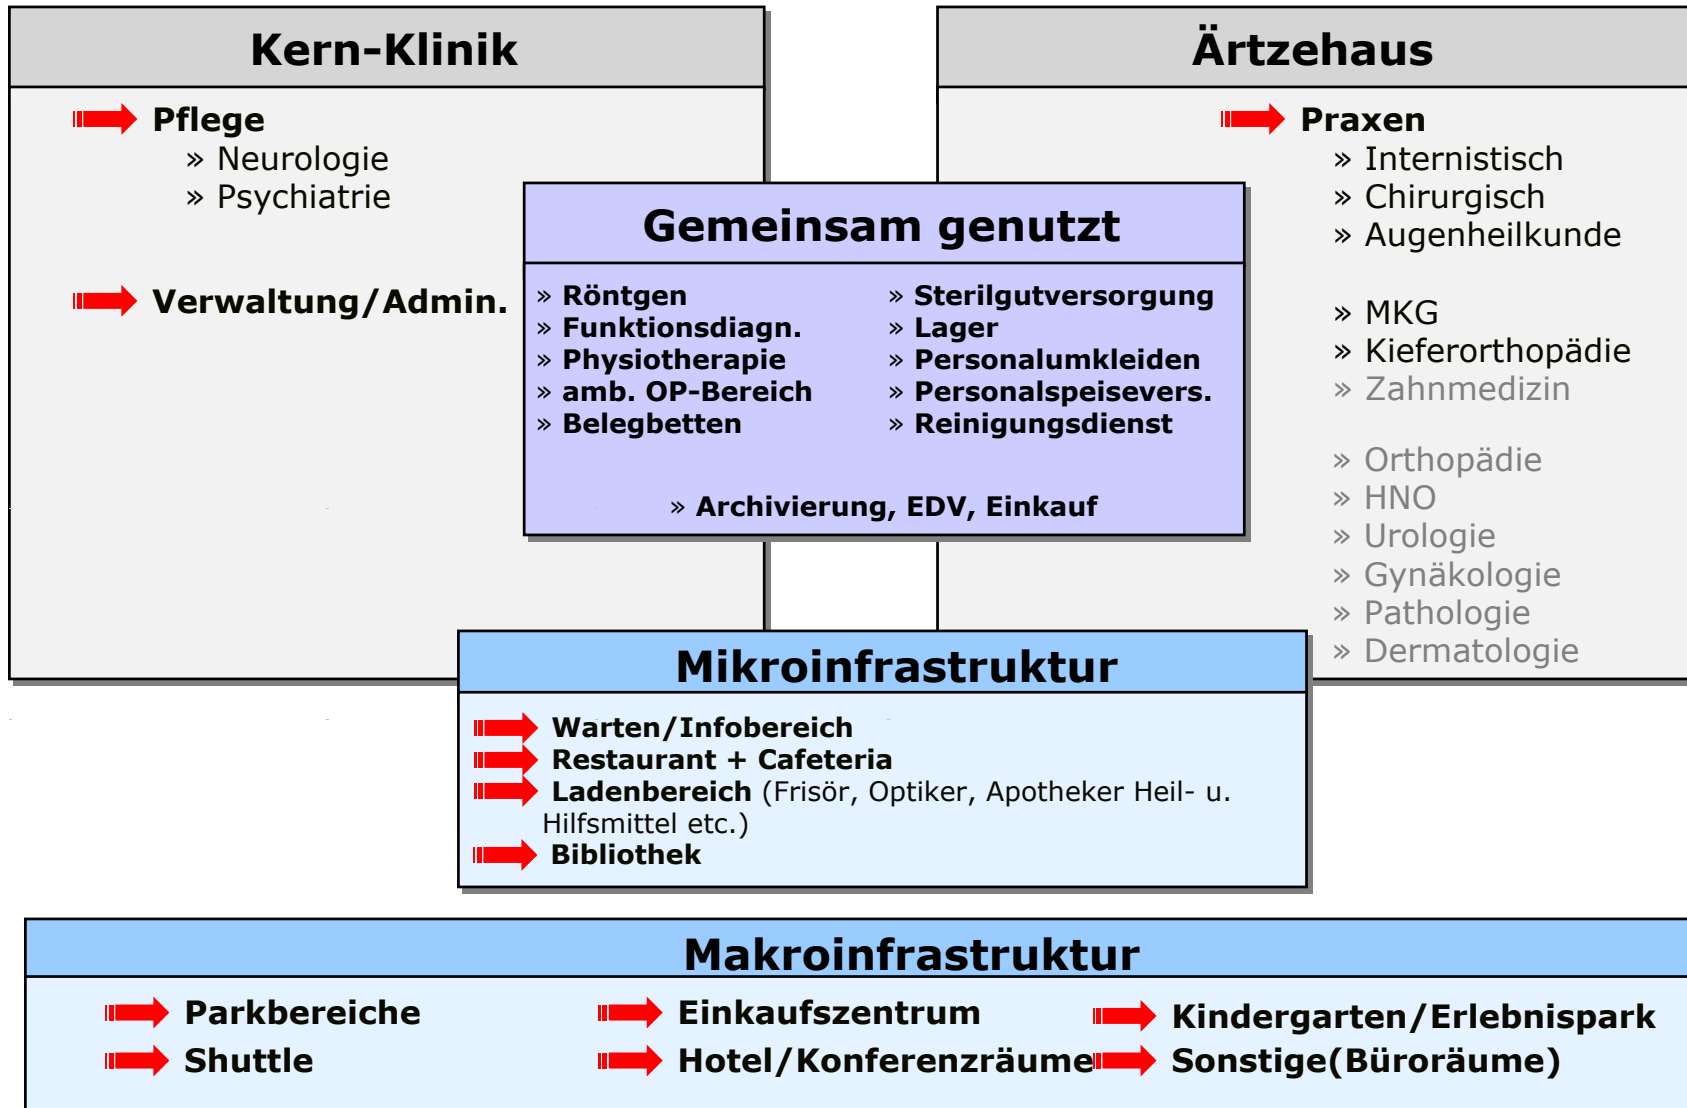 Kern-Klinik
Pflege
» Neurologie
» Psychiatrie
Verwaltung/Admin.
Ärtzehaus
Praxen
» Internistisch
» Chirurgisch
» Augenheilkunde
» MKG
» Kieferorthopädie
» Zahnmedizin
» Orthopädie
» HNO
» Urologie
» Gynäkologie
» Pathologie
» Dermatologie
Gemeinsam genutzt
» Röntgen
» Funktionsdiagn.
» Physiotherapie
» amb. OP-Bereich
» Belegbetten
» Sterilgutversorgung
» Lager
» Personalumkleiden
» Personalspeisevers.
» Reinigungsdienst
» Archivierung, EDV, Einkauf
Mikroinfrastruktur
Warten/Infobereich
Restaurant + Cafeteria
Ladenbereich (Frisör, Optiker, Apotheker Heil- u.
Hilfsmittel etc.)
Bibliothek
Makroinfrastruktur
Parkbereiche
Shuttle
Einkaufszentrum
Hotel/Konferenzräume
Kindergarten/Erlebnispark
Sonstige(Büroräume)